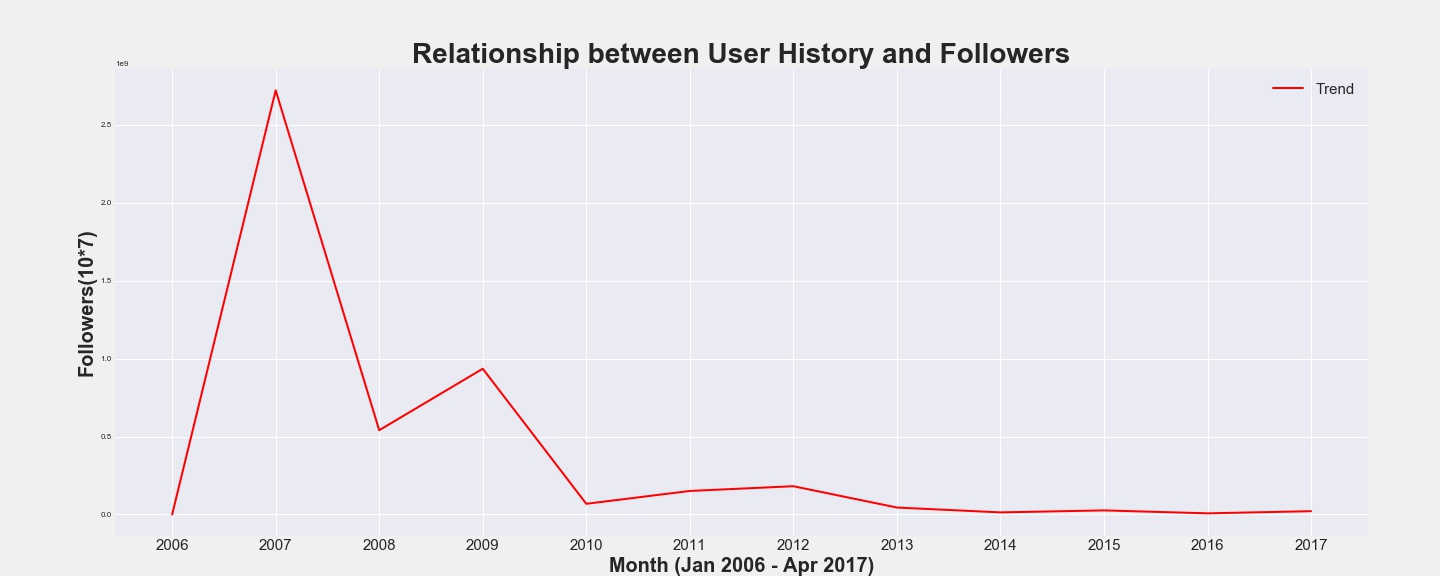 Relationship between User History and Followers
1e9
Trend
2.5
2.0
1.5
1.0
0.5
0.0
Followers(10*7)
2006 2007 2008 2009 2010 2011 2012 2013 2014 2015 2016 2017
Month (Jan 2006 - Apr 2017)